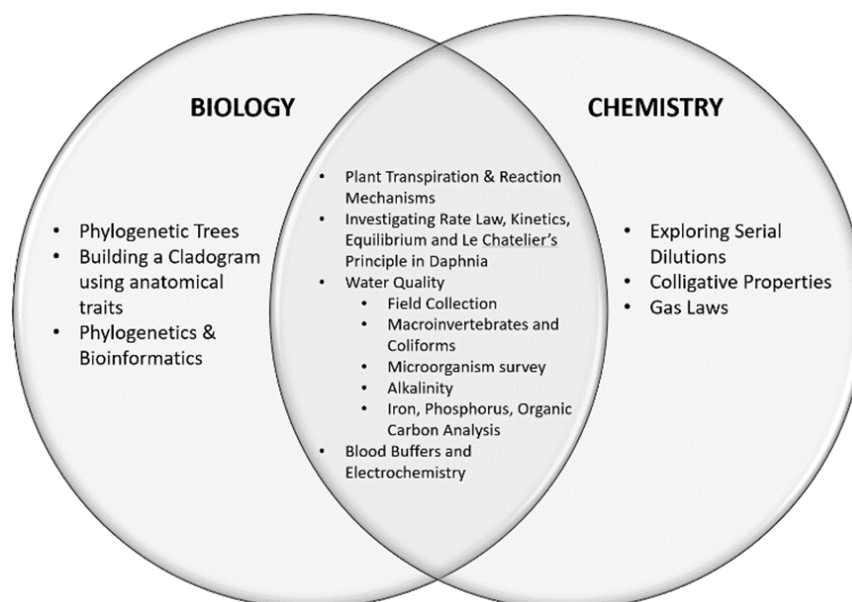 BIOLOGY
• Phylogenetic Trees
• Building a Cladogram
using anatomical
traits
• Phylogenetics &
Bioinformatics
• Plant Transpiration & Reaction
Mechanisms
• Investigating Rate Law, Kinetics,
Equilibrium and Le Chatelier's
Principle in Daphnia
• Water Quality
• Field Collection
• Macroinvertebrates and
Coliforms
• Microorganism survey
• Alkalinity
• Iron, Phosphorus, Organic
Carbon Analysis
• Blood Buffers and
Electrochemistry
CHEMISTRY
• Exploring Serial
Dilutions
• Colligative Properties
• Gas Laws